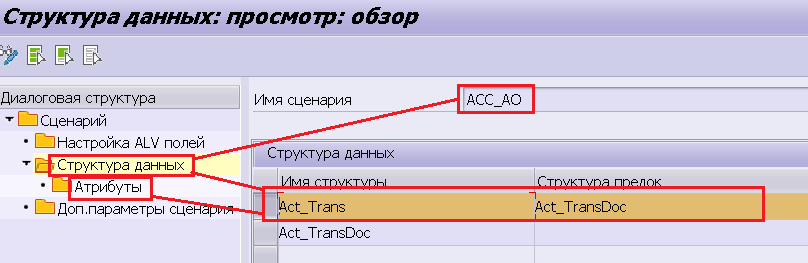 Структура данных: просмотр: обзор
Диалоговая структура
Сценарий
Настройка ALV полей
Структура данных
Атрибуты
Доп.параметры сценария
Имя сценария
ACC_AO
Структура данных
Имя структуры Структура предок
Act_Trans Act_TransDoc
Act_TransDoc